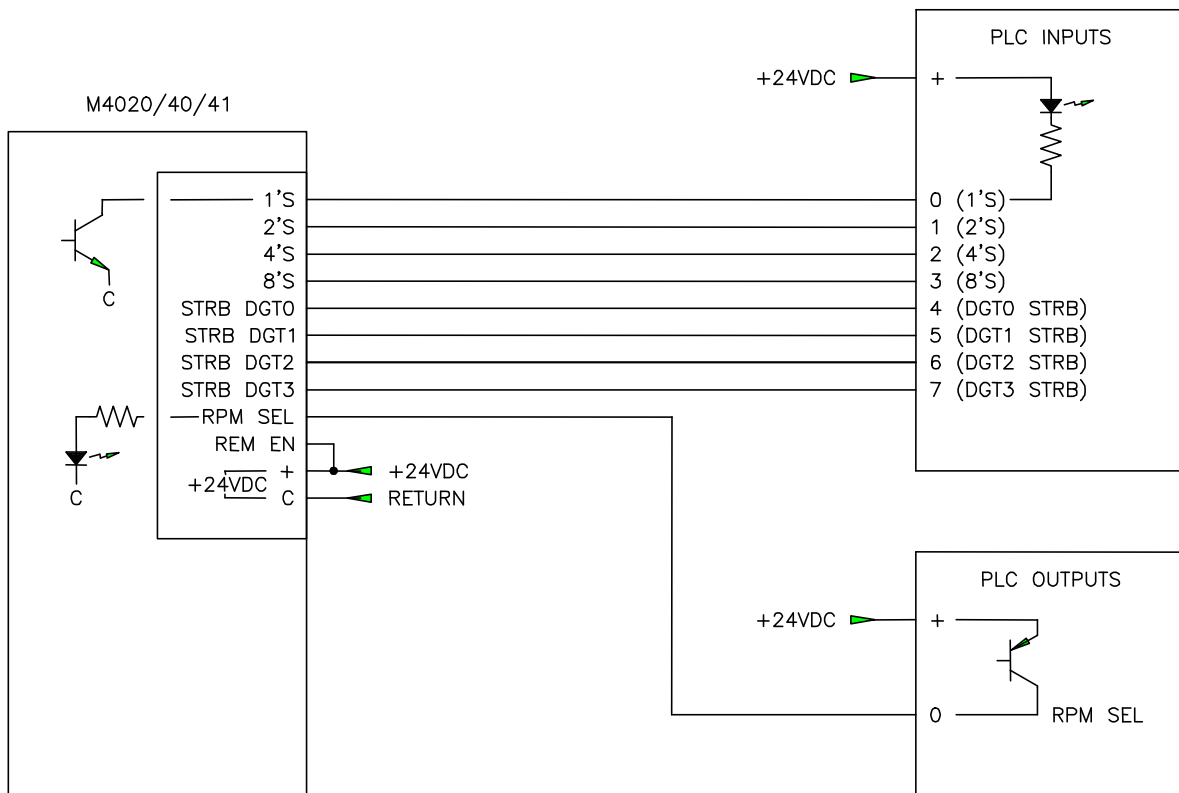 PLC INPUTS
+24VDC
+
M4020/40/41
1'S
0 (1'S)
2'S
1 (2'S)
4'S
2 (4'S)
8'S
3 (8'S)
C
STRB DGT0
4 (DGT0 STRB)
STRB DGT1
5 (DGT1 STRB)
STRB DGT2
6 (DGT2 STRB)
STRB DGT3
7 (DGT3 STRB)
RPM SEL
REM EN
+
+24VDC
+24VDC
C
C
RETURN
PLC OUTPUTS
+24VDC
+
0
RPM SEL